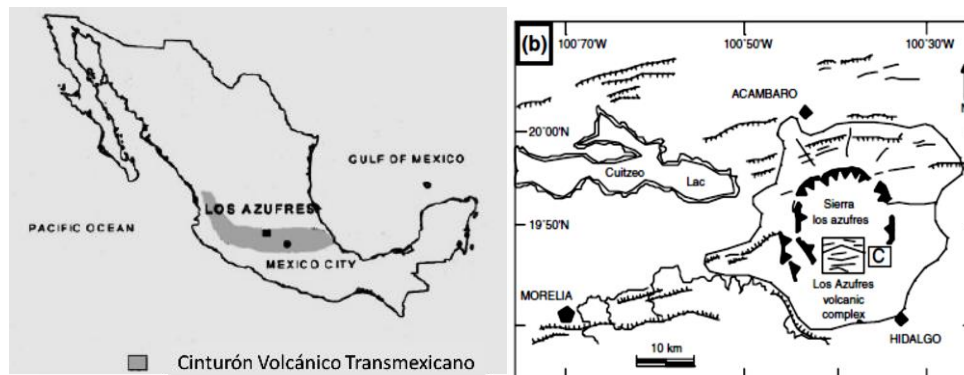 GULF OF MEXICO
LOS AZUFRES
PACIFIC OCEAN
MEXICO CITY
Cinturón Volcánico Transmexicano
(b)
100°70'W
100°50'W
100°30'W
ACAMBARO
20°00'N
Cuitzeo
Lac
Sierra
los azufres
19°50'N
C
Los Azufres
volcanic
complex
MORELIA
HIDALGO
10 km